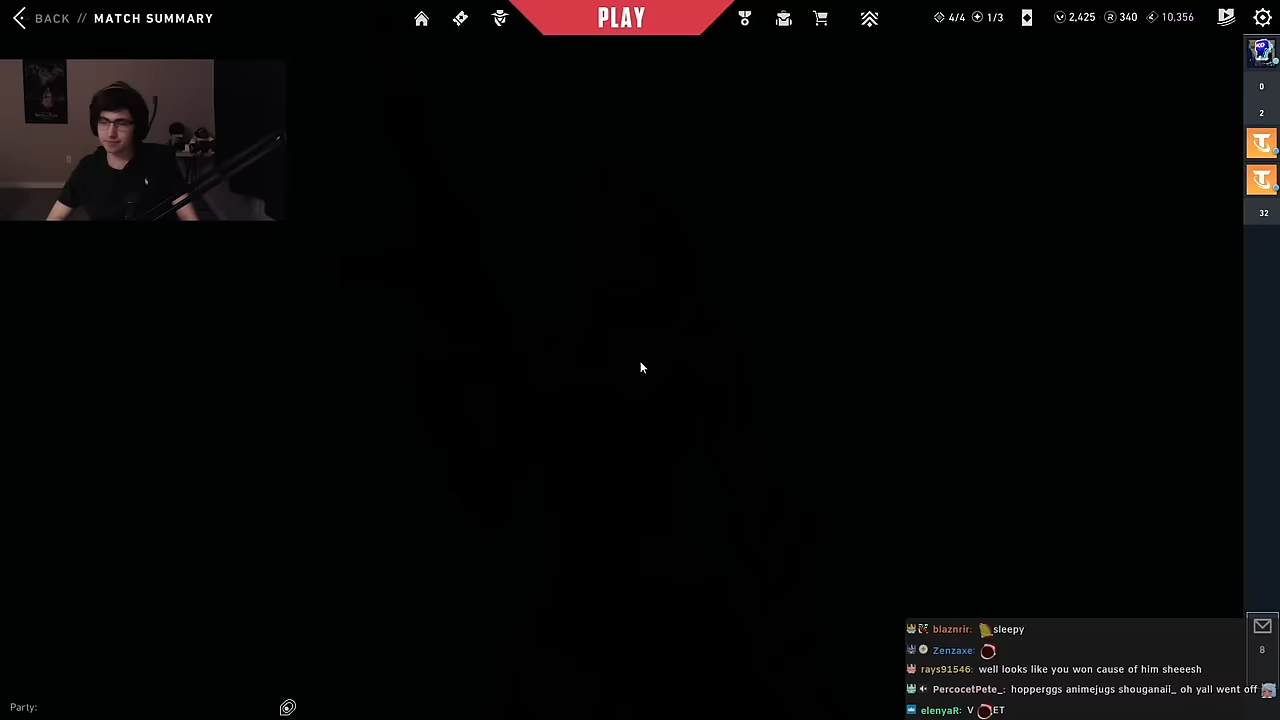 BACK // MATCH SUMMARY
PLAY
4/4 1/3 2,425 340 10,356
0
2
32
8
blaznrir: sleepy
Zenzaxe:
rays91546: well looks like you won cause of him sheeesh
PercocetPete_: hopperggs animejugs shouganaii_ oh yall went off
elenyaR: V ET
Party: